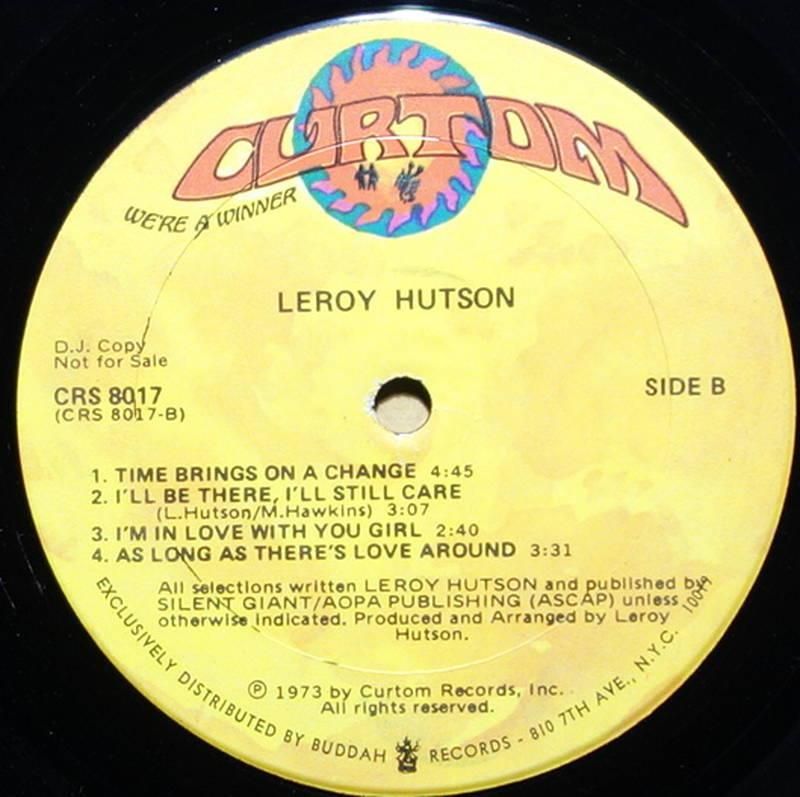 CURTOM
WE'RE A WINNER
LEROY HUTSON
D.J. Copy
Not for Sale
CRS 8017
(CRS 8017-B)
SIDE B
1. TIME BRINGS ON A CHANGE 4:45
2. I'LL BE THERE, I'LL STILL CARE
(L.Hutson/M.Hawkins) 3:07
3. I'M IN LOVE WITH YOU GIRL 2:40
4. AS LONG AS THERE'S LOVE AROUND 3:31
All selections written LEROY HUTSON and published by
SILENT GIANT/AOPA PUBLISHING (ASCAP) unless
otherwise indicated. Produced and Arranged by Leroy
Hutson.
℗ 1973 by Curtom Records, Inc.
All rights reserved.
EXCLUSIVELY DISTRIBUTED BY BUDDAH RECORDS - 810 7TH AVE., N.Y.C. 10019